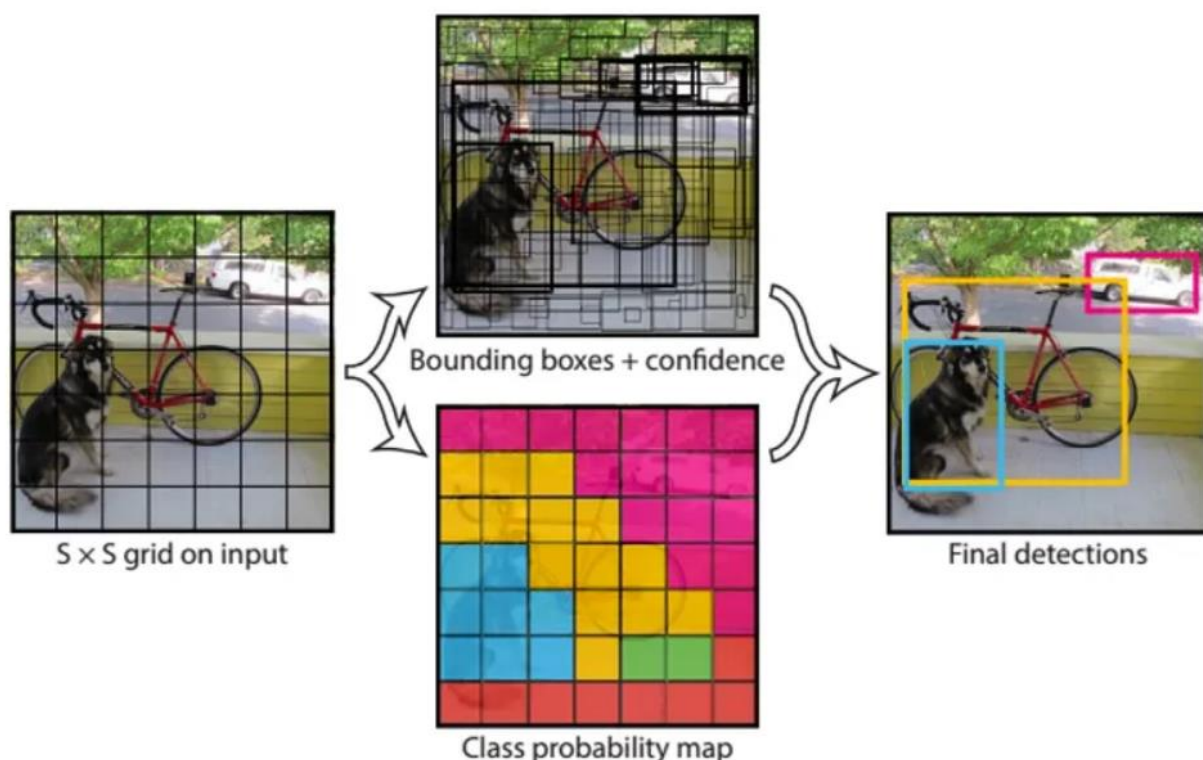 Bounding boxes + confidence
S × S grid on input
Final detections
Class probability map